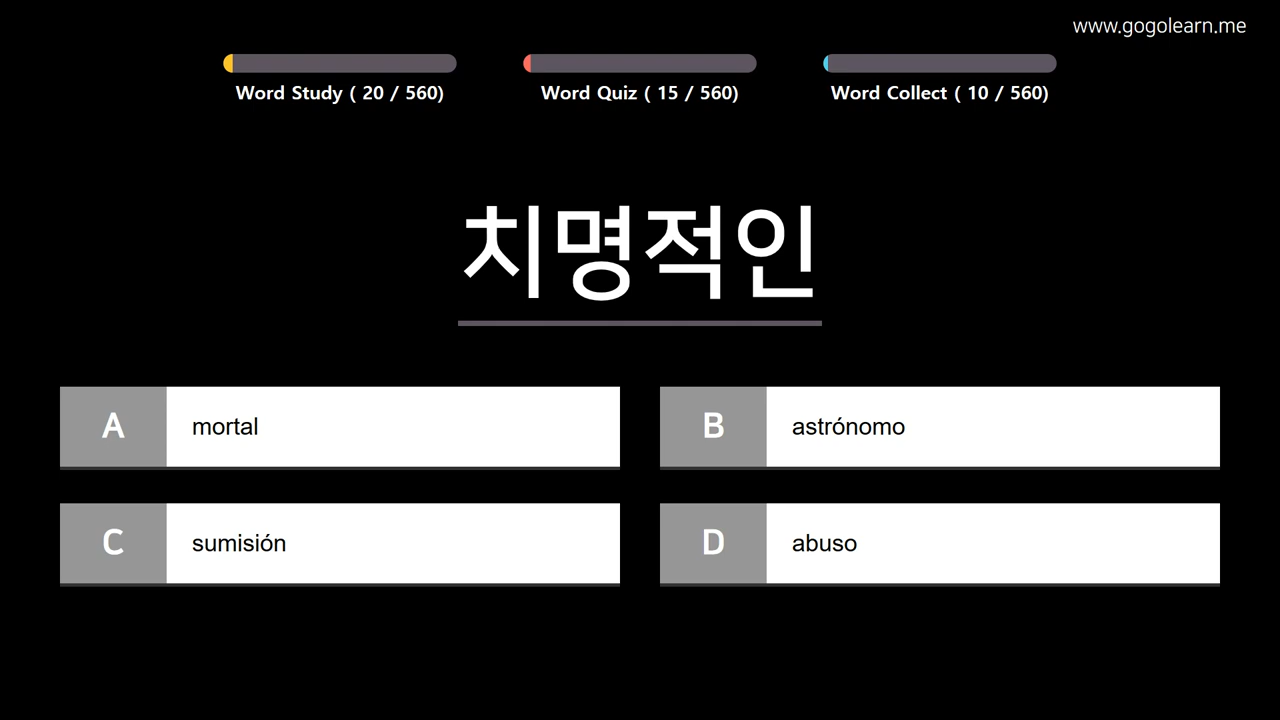 www.gogolearn.me
Word Study ( 20 / 560)
Word Quiz ( 15 / 560)
Word Collect ( 10 / 560)
치명적인
A mortal
B astrónomo
C sumisión
D abuso